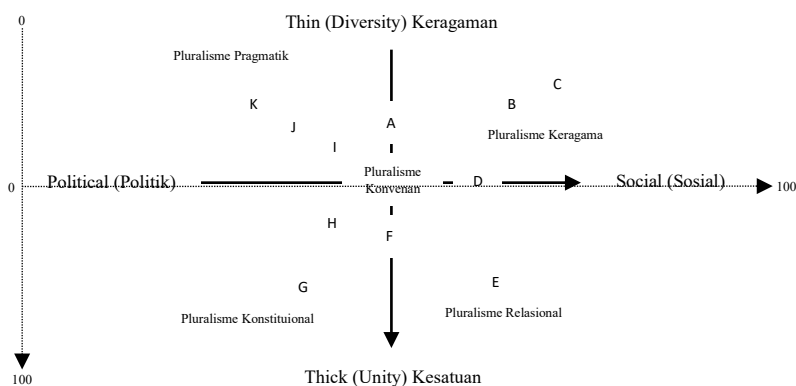 0
Thin (Diversity) Keragaman
Pluralisme Pragmatik
C
K
B
J
A
Pluralisme Keragama
I
Pluralisme
Konvenan
0
Political (Politik)
D
Social (Sosial)
100
H
F
G
E
Pluralisme Relasional
Pluralisme Konstituional
100
Thick (Unity) Kesatuan